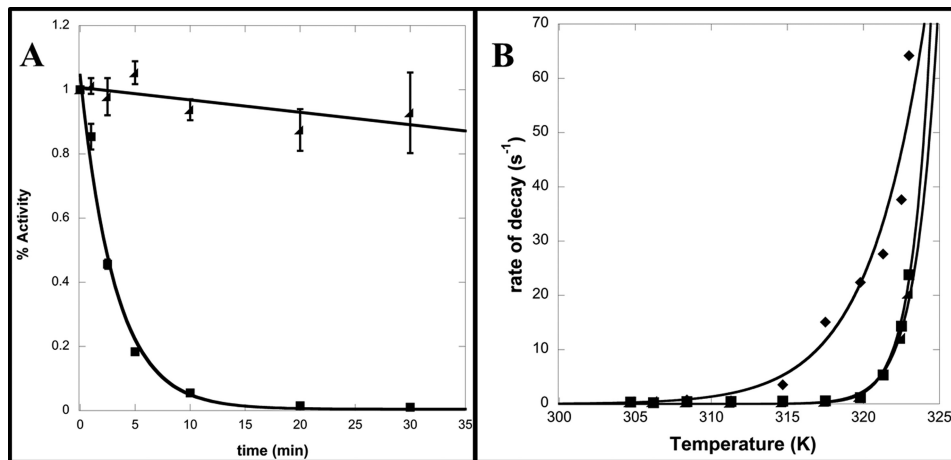 A
1.2
1
0.8
0.6
0.4
0.2
0
% Activity
0 5 10 15 20 25 30 35
time (min)
B
70
60
50
40
30
20
10
0
rate of decay (s⁻¹)
300 305 310 315 320 325
Temperature (K)